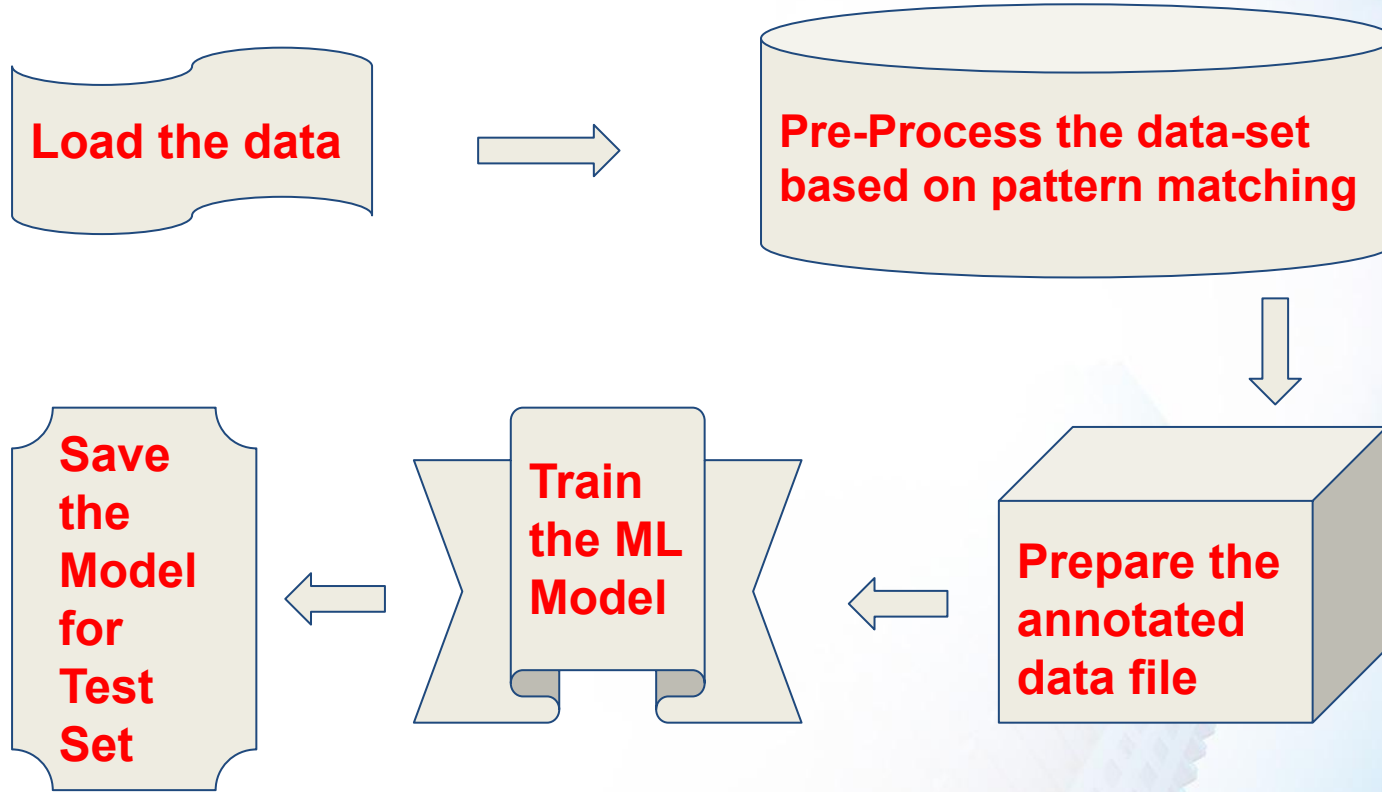 Load the data
Pre-Process the data-set
based on pattern matching
Prepare the
annotated
data file
Train
the ML
Model
Save
the
Model
for
Test
Set